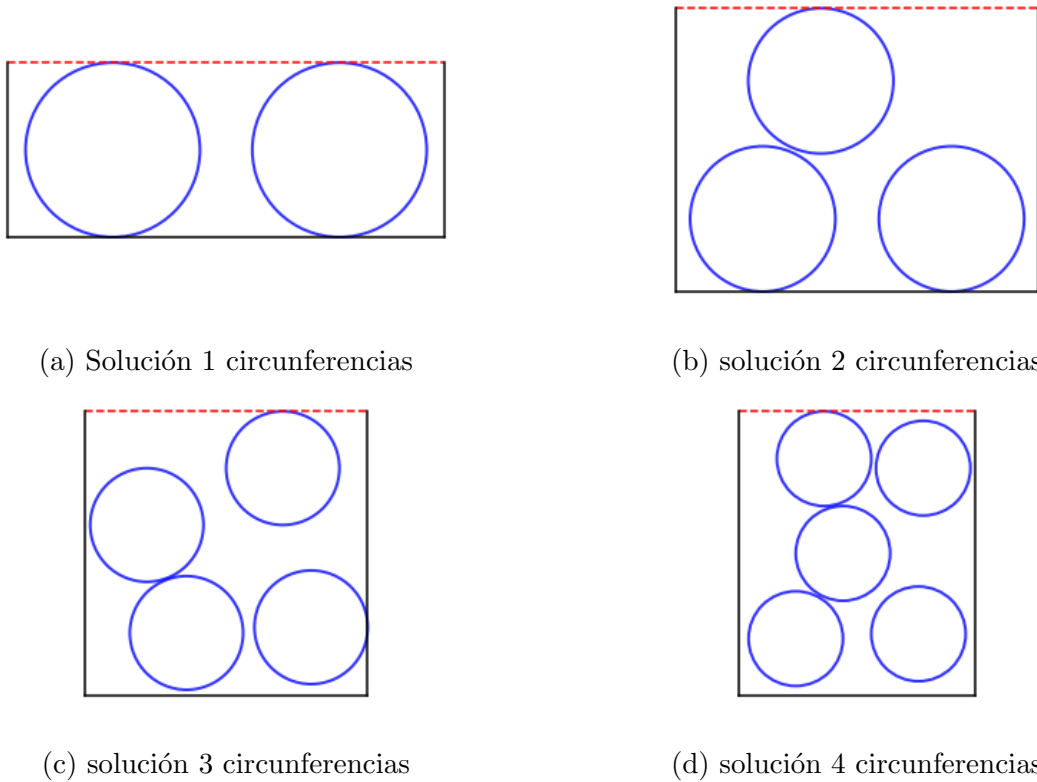 (a) Solución 1 circunferencias
(b) solución 2 circunferencias
(c) solución 3 circunferencias
(d) solución 4 circunferencias